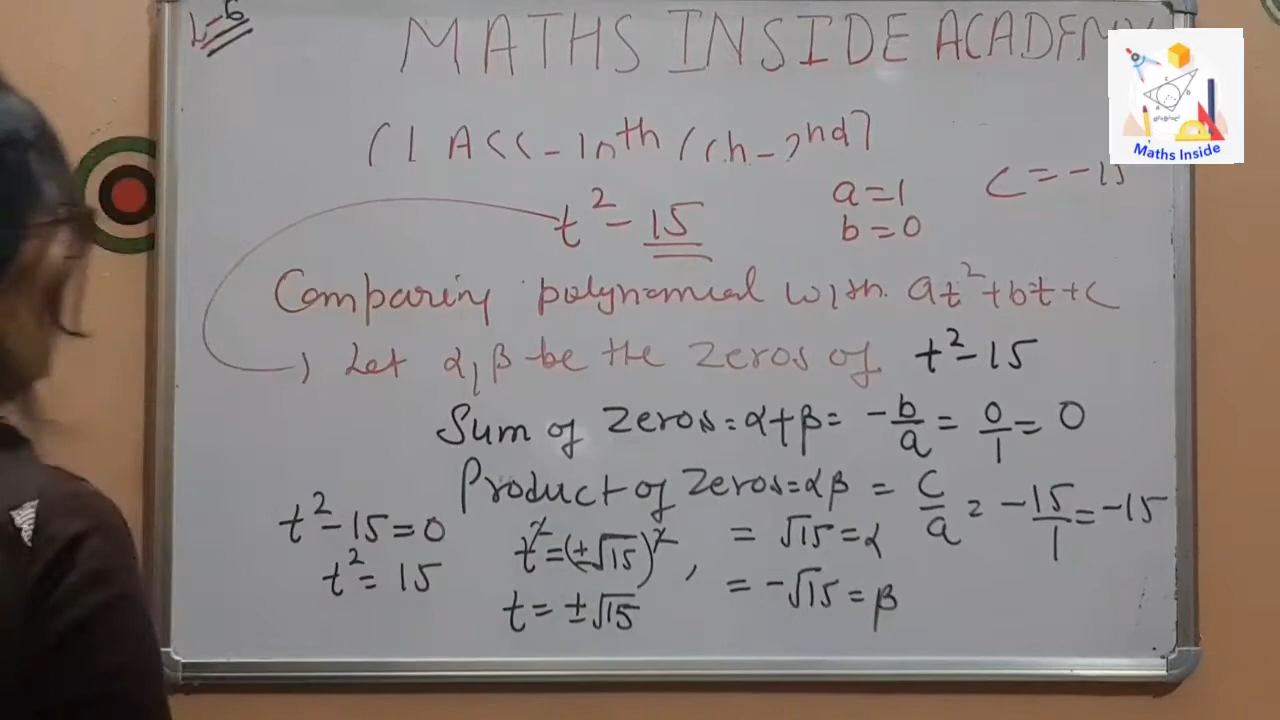 L-6
MATHS INSIDE ACADEMY
Maths Inside
CLASS-10th (ch-2nd)
t²-15
a=1
b=0
c=-15
Comparing polynomial with at²+bt+c
Let α, β be the zeros of t²-15
Sum of zeros=α+β= -b/a = 0/1 = 0
Product of zeros=αβ = c/a = -15/1 = -15
t²-15=0
t²=15
t²=(±√15)²,
t=±√15
= √15=α
= -√15=β